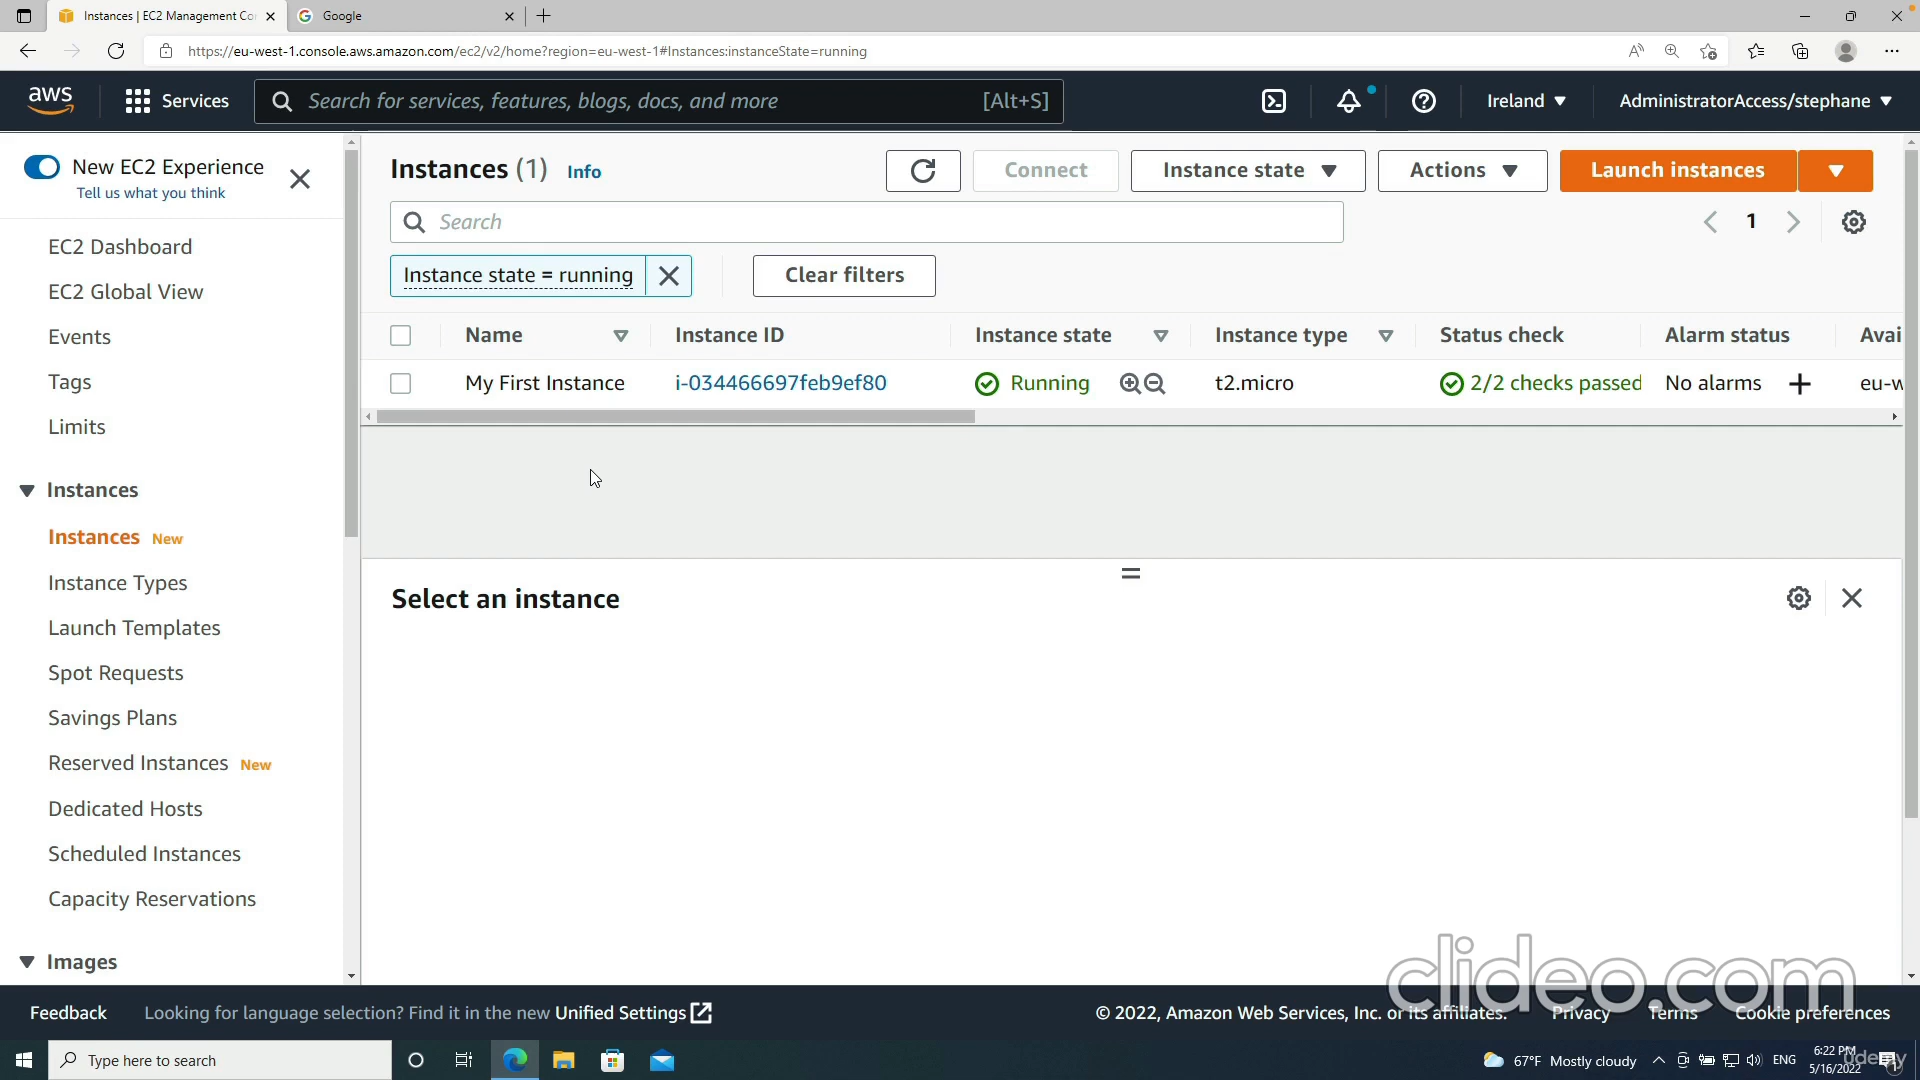 Instances | EC2 Management Co
Google
https://eu-west-1.console.aws.amazon.com/ec2/v2/home?region=eu-west-1#Instances:instanceState=running
aws
Services
Search for services, features, blogs, docs, and more
[Alt+S]
Ireland
AdministratorAccess/stephane
New EC2 Experience
Tell us what you think
EC2 Dashboard
EC2 Global View
Events
Tags
Limits
Instances
Instances New
Instance Types
Launch Templates
Spot Requests
Savings Plans
Reserved Instances New
Dedicated Hosts
Scheduled Instances
Capacity Reservations
Images
Instances (1) Info
Connect
Instance state
Actions
Launch instances
Search
1
Instance state = running
Clear filters
Name
Instance ID
Instance state
Instance type
Status check
Alarm status
Avai
My First Instance
i-034466697feb9ef80
Running
t2.micro
2/2 checks passed
No alarms
eu-w
Select an instance
clideo.com
Feedback
Looking for language selection? Find it in the new Unified Settings
© 2022, Amazon Web Services, Inc. or its affiliates.
Privacy
Terms
Cookie preferences
Type here to search
67°F Mostly cloudy
ENG
6:22 PM
5/16/2022
udemy